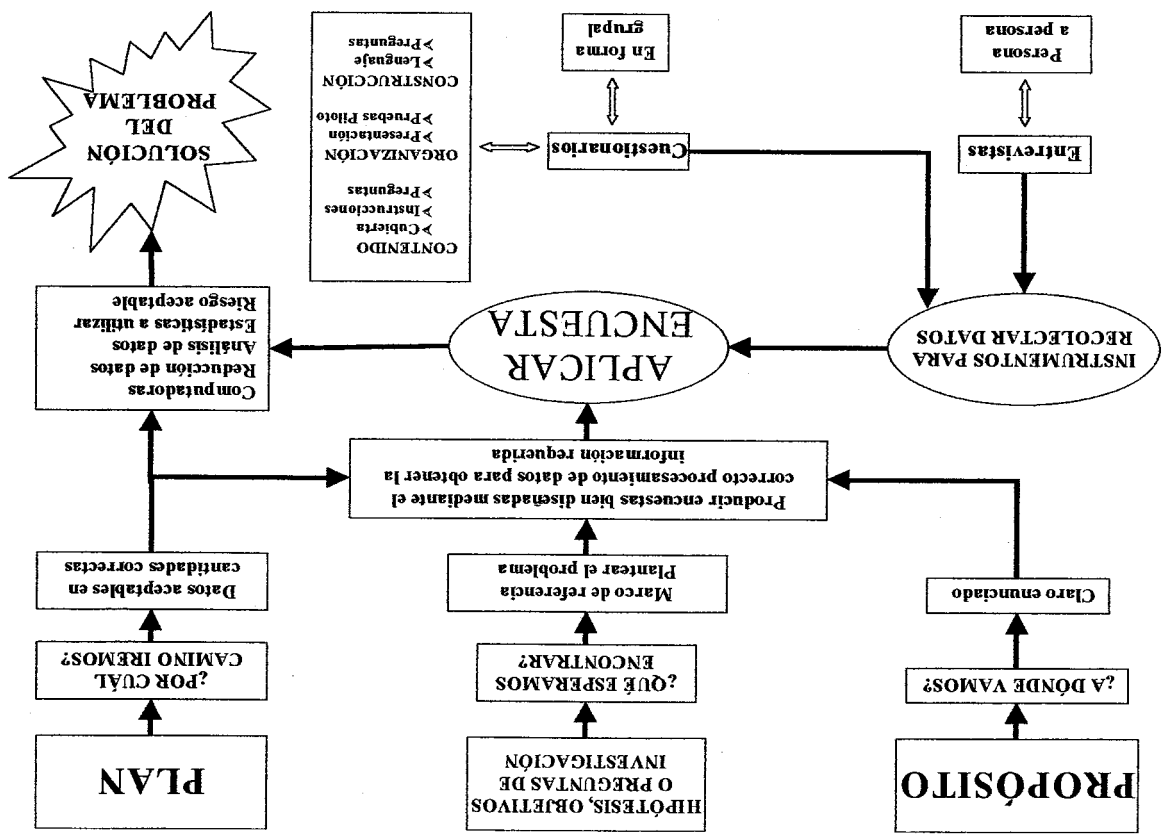 PROPÓSITO
HIPÓTESIS, OBJETIVOS
O PREGUNTAS DE
INVESTIGACIÓN
PLAN
¿A DÓNDE VAMOS?
¿QUÉ ESPERAMOS
ENCONTRAR?
¿POR CUÁL
CAMINO IREMOS?
Claro enunciado
Marco de referencia
Plantear el problema
Datos aceptables en
cantidades correctas
Producir encuestas bien diseñadas mediante el
correcto procesamiento de datos para obtener la
información requerida
INSTRUMENTOS PARA
RECOLECTAR DATOS
APLICAR
ENCUESTA
Computadoras
Reducción de datos
Análisis de datos
Estadísticas a utilizar
Riesgo aceptable
Entrevistas
Persona
a persona
Cuestionarios
En forma
grupal
CONTENIDO
➢Cubierta
➢Instrucciones
➢Preguntas
ORGANIZACIÓN
➢Presentación
➢Pruebas Piloto
CONSTRUCCIÓN
➢Lenguaje
➢Preguntas
SOLUCIÓN
DEL
PROBLEMA